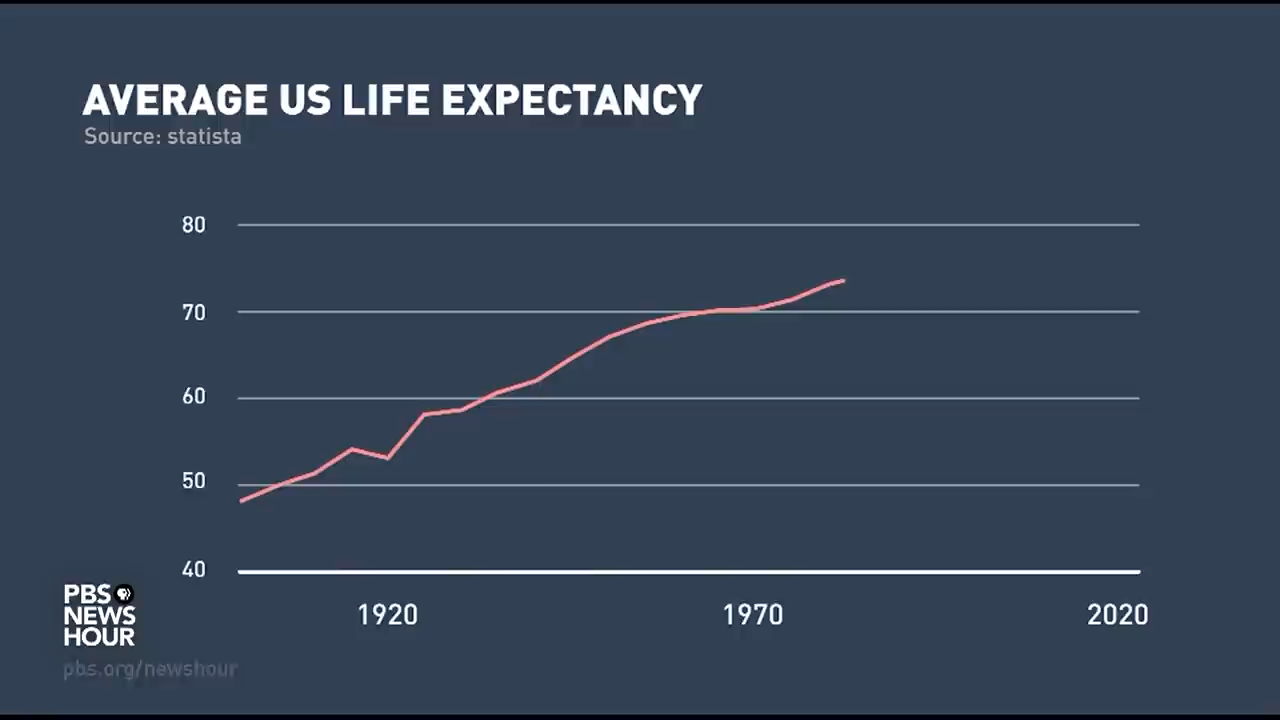 AVERAGE US LIFE EXPECTANCY
Source: statista
80
70
60
50
40
1920 1970 2020
PBS
NEWS
HOUR
pbs.org/newshour